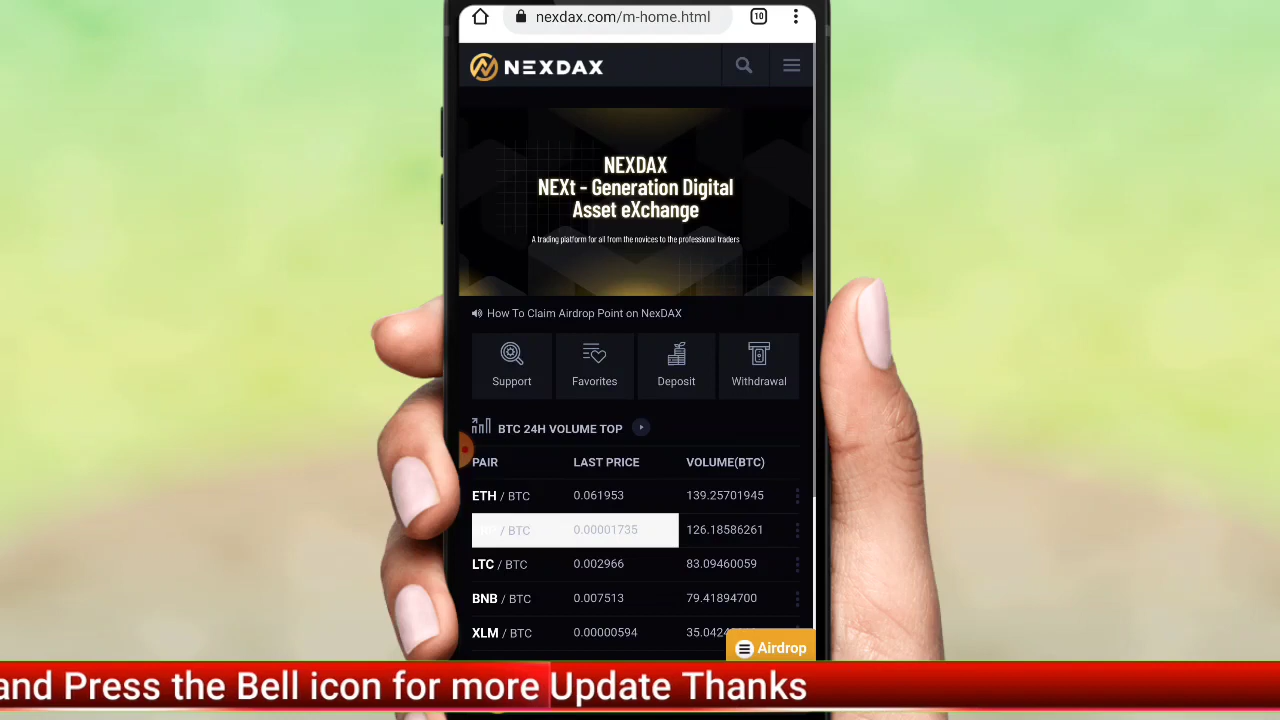 nexdax.com/m-home.html
10
NEXDAX
NEXDAX
NEXt - Generation Digital
Asset eXchange
A trading platform for all from the novices to the professional traders
How To Claim Airdrop Point on NexDAX
Support Favorites Deposit Withdrawal
BTC 24H VOLUME TOP
PAIR LAST PRICE VOLUME(BTC)
ETH / BTC 0.061953 139.25701945
/ BTC 0.00001735 126.18586261
LTC / BTC 0.002966 83.09460059
BNB / BTC 0.007513 79.41894700
XLM / BTC 0.00000594
Airdrop
and Press the Bell icon for more Update Thanks